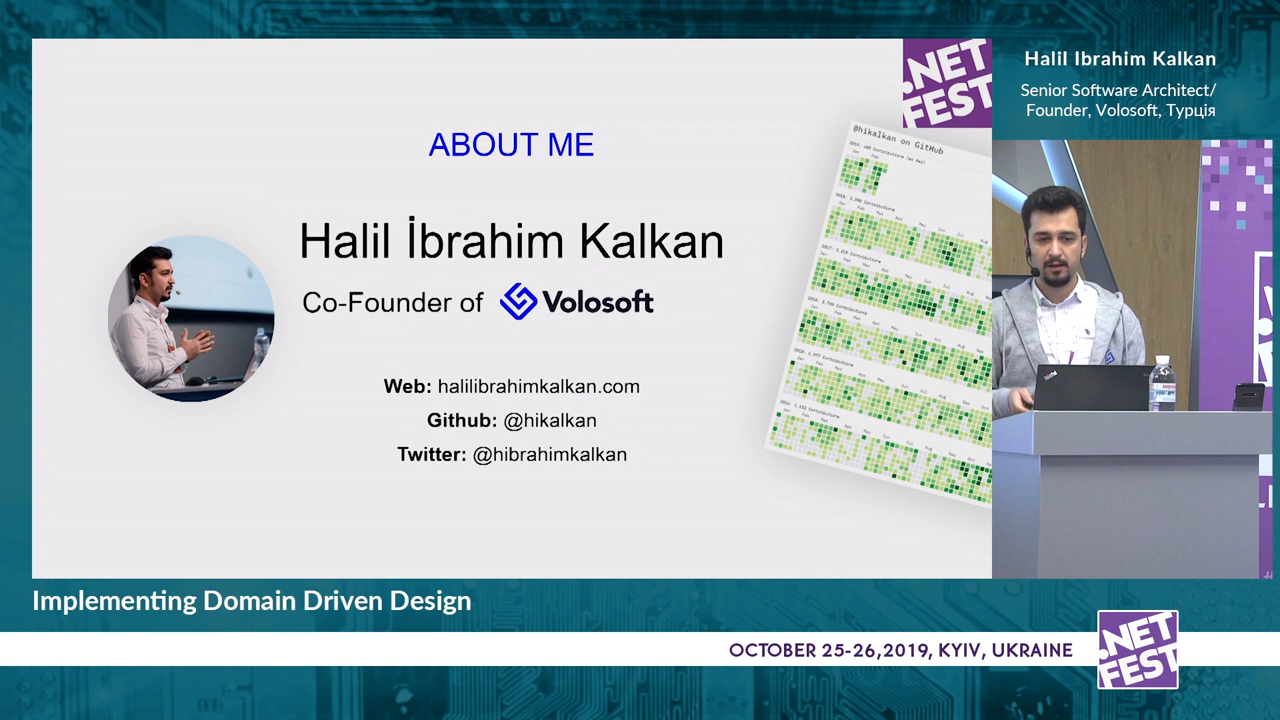 .NET
FEST
ABOUT ME
Halil İbrahim Kalkan
Co-Founder of Volosoft
Web: halilibrahimkalkan.com
Github: @hikalkan
Twitter: @hibrahimkalkan
@hikalkan on GitHub
Halil Ibrahim Kalkan
Senior Software Architect/
Founder, Volosoft, Турція
Implementing Domain Driven Design
OCTOBER 25-26,2019, KYIV, UKRAINE
.NET
FEST